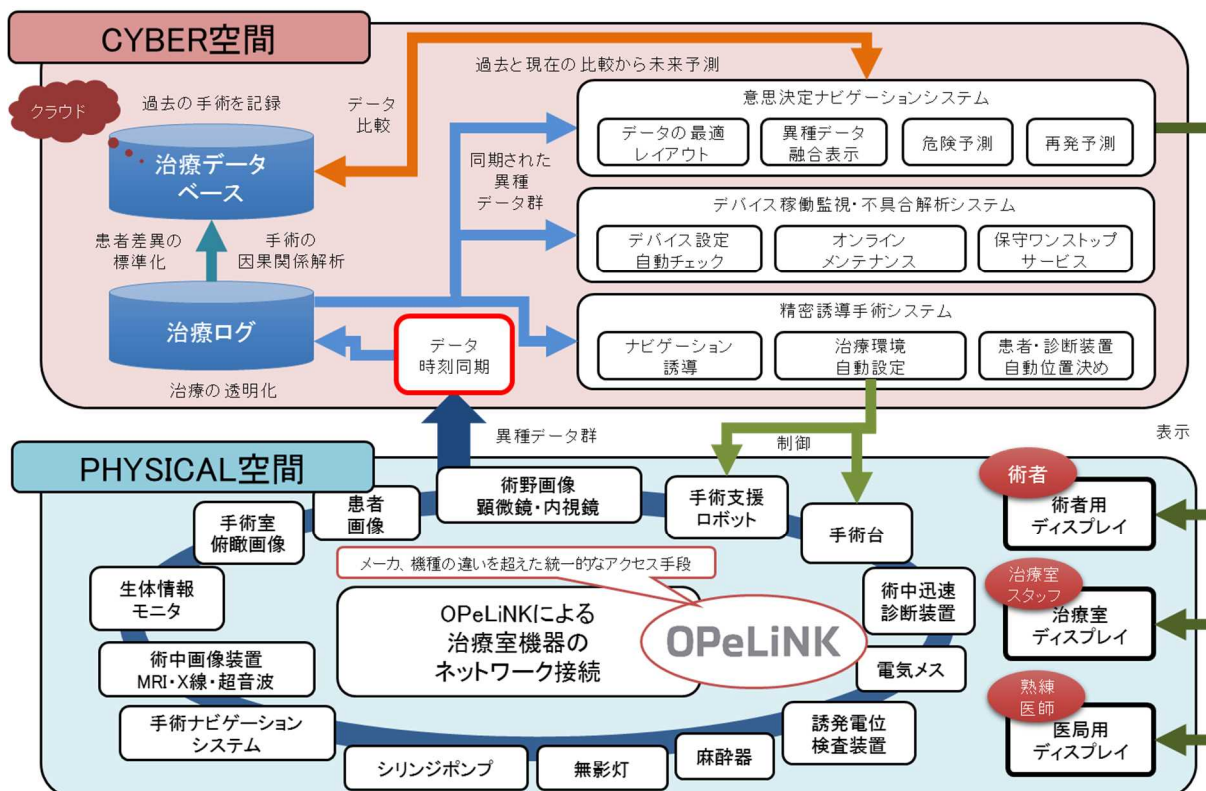 CYBER空間
クラウド
過去の手術を記録
治療データ
ベース
データ
比較
過去と現在の比較から未来予測
患者差異の
標準化
手術の
因果関係解析
治療ログ
治療の透明化
同期された
異種
データ群
データ
時刻同期
意思決定ナビゲーションシステム
データの最適
レイアウト
異種データ
融合表示
危険予測
再発予測
デバイス稼働監視・不具合解析システム
デバイス設定
自動チェック
オンライン
メンテナンス
保守ワンストップ
サービス
精密誘導手術システム
ナビゲーション
誘導
治療環境
自動設定
患者・診断装置
自動位置決め
異種データ群
制御
表示
PHYSICAL空間
手術室
俯瞰画像
患者
画像
術野画像
顕微鏡・内視鏡
手術支援
ロボット
手術台
生体情報
モニタ
メーカ、機種の違いを超えた統一的なアクセス手段
術中迅速
診断装置
OPeLiNKによる
治療室機器の
ネットワーク接続
OPeLiNK
術中画像装置
MRI・X線・超音波
電気メス
手術ナビゲーション
システム
シリンジポンプ
無影灯
麻酔器
誘発電位
検査装置
術者
術者用
ディスプレイ
治療室
スタッフ
治療室
ディスプレイ
熟練
医師
医局用
ディスプレイ